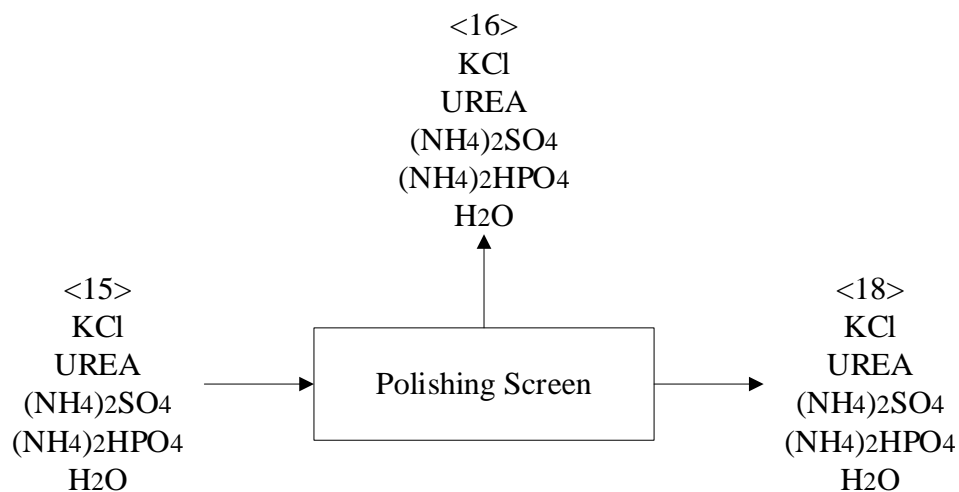 <16>
KCl
UREA
(NH4)2SO4
(NH4)2HPO4
H2O
<15>
KCl
UREA
(NH4)2SO4
(NH4)2HPO4
H2O
Polishing Screen
<18>
KCl
UREA
(NH4)2SO4
(NH4)2HPO4
H2O